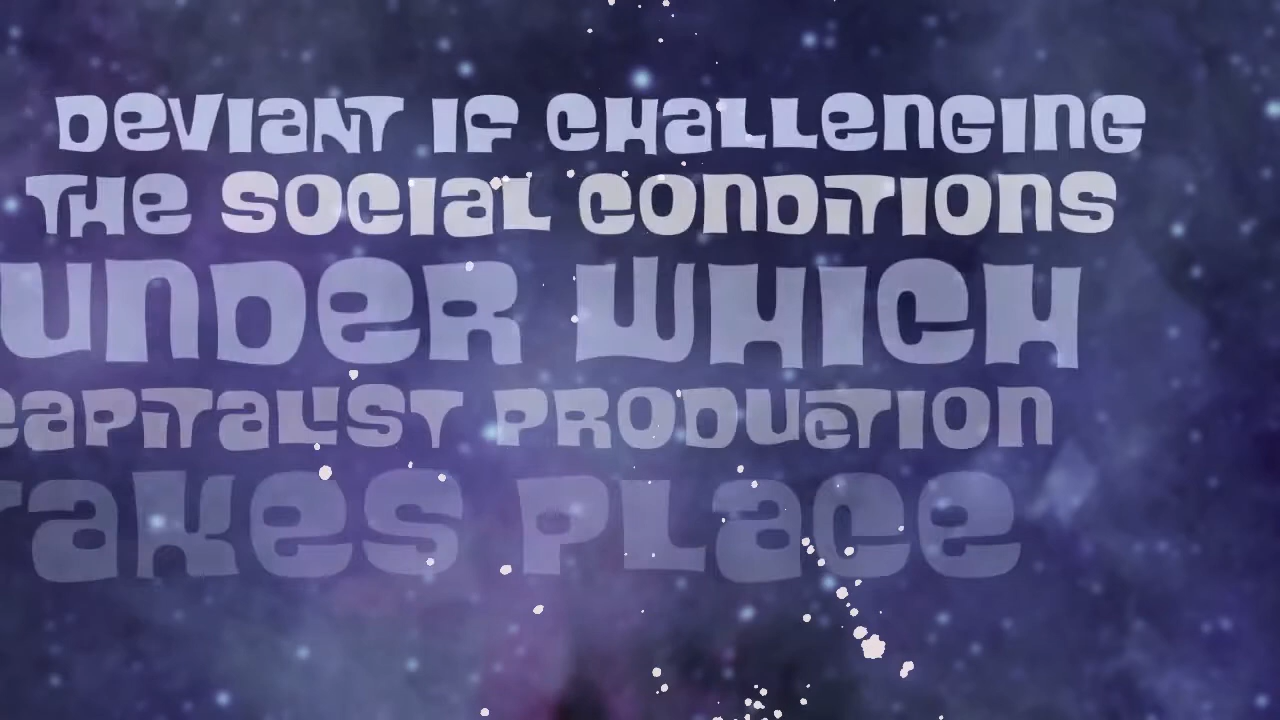 DEVIANT IF CHALLENGING
THE SOCIAL CONDITIONS
UNDER WHICH
CAPITALIST PRODUCTION
TAKES PLACE